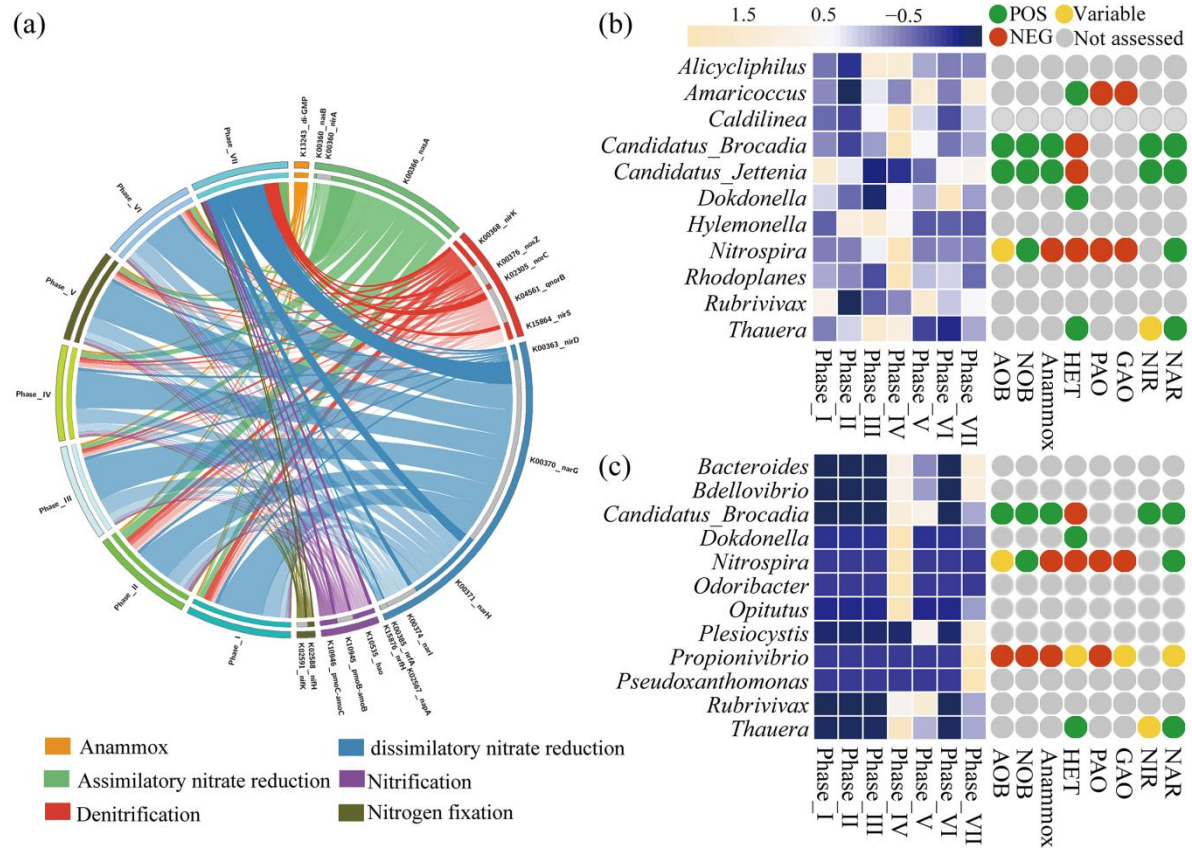 (a)
K13243_di-GMP
K00360_nasB
K00360_nirA
K00366_nasA
K00368_nirK
K00376_nosZ
K02305_norC
K04561_qnorB
K15864_nirS
K00363_nirD
K00370_narG
K00371_narH
K00374_narI
K02567_napA
K00385_nrfA
K15876_nrfH
K10535_hao
K10945_pmoB-amoB
K10946_pmoC-amoC
K02588_nifH
K02591_nifK
Phase_I
Phase_II
Phase_III
Phase_IV
Phase_V
Phase_VI
Phase_VII
Anammox
dissimilatory nitrate reduction
Assimilatory nitrate reduction
Nitrification
Denitrification
Nitrogen fixation
(b)
1.5 0.5 −0.5
POS Variable
NEG Not assessed
Alicycliphilus
Amaricoccus
Caldilinea
Candidatus_Brocadia
Candidatus_Jettenia
Dokdonella
Hylemonella
Nitrospira
Rhodoplanes
Rubrivivax
Thauera
Phase_I
Phase_II
Phase_III
Phase_IV
Phase_V
Phase_VI
Phase_VII
AOB
NOB
Anammox
HET
PAO
GAO
NIR
NAR
(c)
Bacteroides
Bdellovibrio
Candidatus_Brocadia
Dokdonella
Nitrospira
Odoribacter
Opitutus
Plesiocystis
Propionivibrio
Pseudoxanthomonas
Rubrivivax
Thauera
Phase_I
Phase_II
Phase_III
Phase_IV
Phase_V
Phase_VI
Phase_VII
AOB
NOB
Anammox
HET
PAO
GAO
NIR
NAR